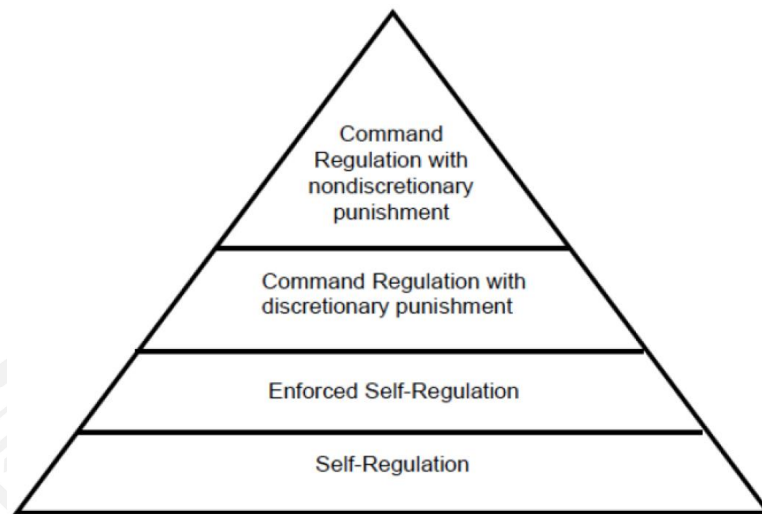 Command
Regulation with
nondiscretionary
punishment
Command Regulation with
discretionary punishment
Enforced Self-Regulation
Self-Regulation